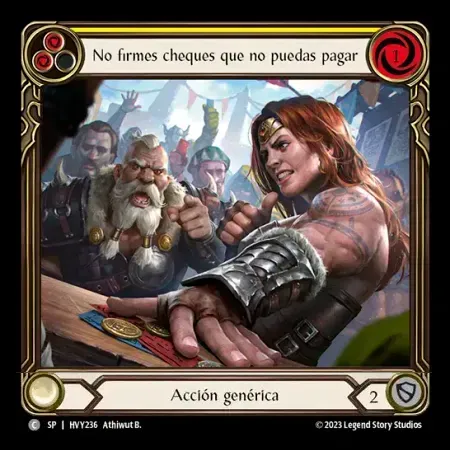 No firmes cheques que no puedas pagar
1
Acción genérica
2
C SP | HVY236 Athiwut B.
© 2023 Legend Story Studios